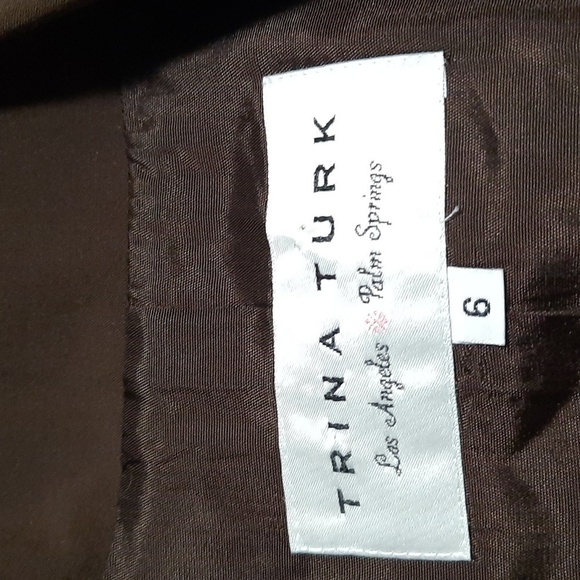 TRINA TURK
Los Angeles Palm Springs
6